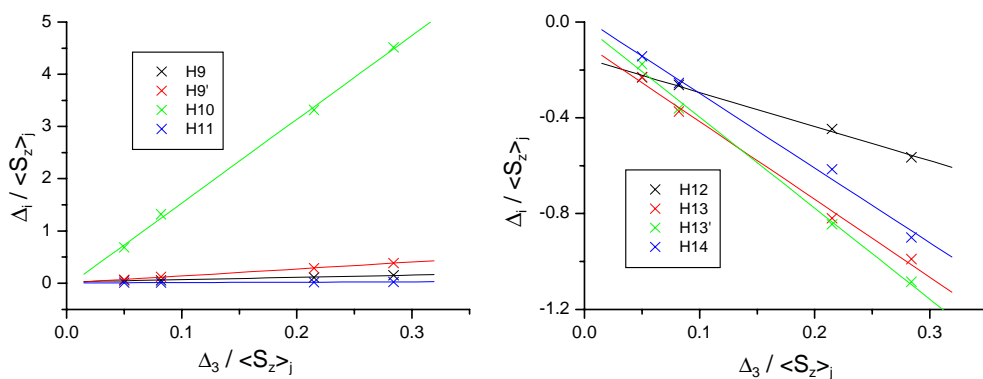 5
4
3
2
1
0
Δi / <Sz>j
H9
H9'
H10
H11
0.0
0.1
0.2
0.3
Δ3 / <Sz>j
0.0
-0.4
-0.8
-1.2
Δi / <Sz>j
H12
H13
H13'
H14
0.0
0.1
0.2
0.3
Δ3 / <Sz>j